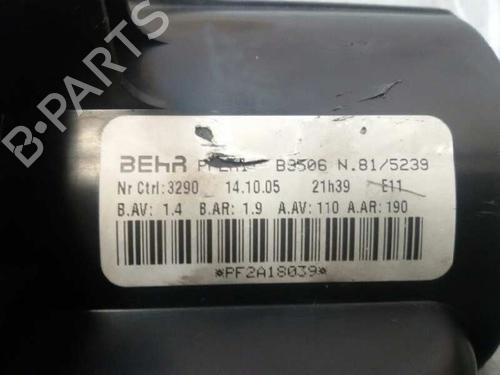 B-PARTS
BEHR B3506 N.81/5239
Nr Ctrl:3290 14.10.05 21h39 E11
B.AV: 1.4 B.AR: 1.9 A.AV: 110 A.AR: 190
*PF2A18039*